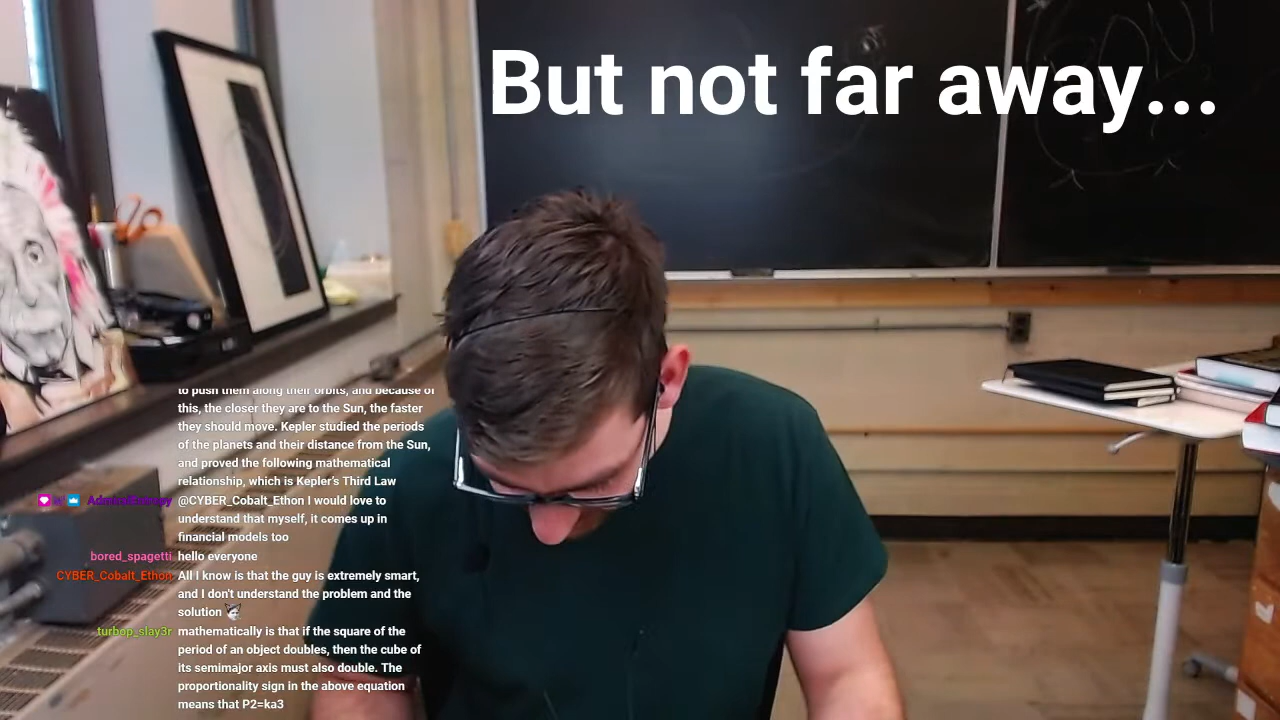 But not far away...
to push them along their orbits, and because of
this, the closer they are to the Sun, the faster
they should move. Kepler studied the periods
of the planets and their distance from the Sun,
and proved the following mathematical
relationship, which is Kepler's Third Law
AdmiralEntropy @CYBER_Cobalt_Ethon I would love to
understand that myself, it comes up in
financial models too
bored_spagetti hello everyone
CYBER_Cobalt_Ethon All I know is that the guy is extremely smart,
and I don't understand the problem and the
solution
turbop_slay3r mathematically is that if the square of the
period of an object doubles, then the cube of
its semimajor axis must also double. The
proportionality sign in the above equation
means that P2=ka3